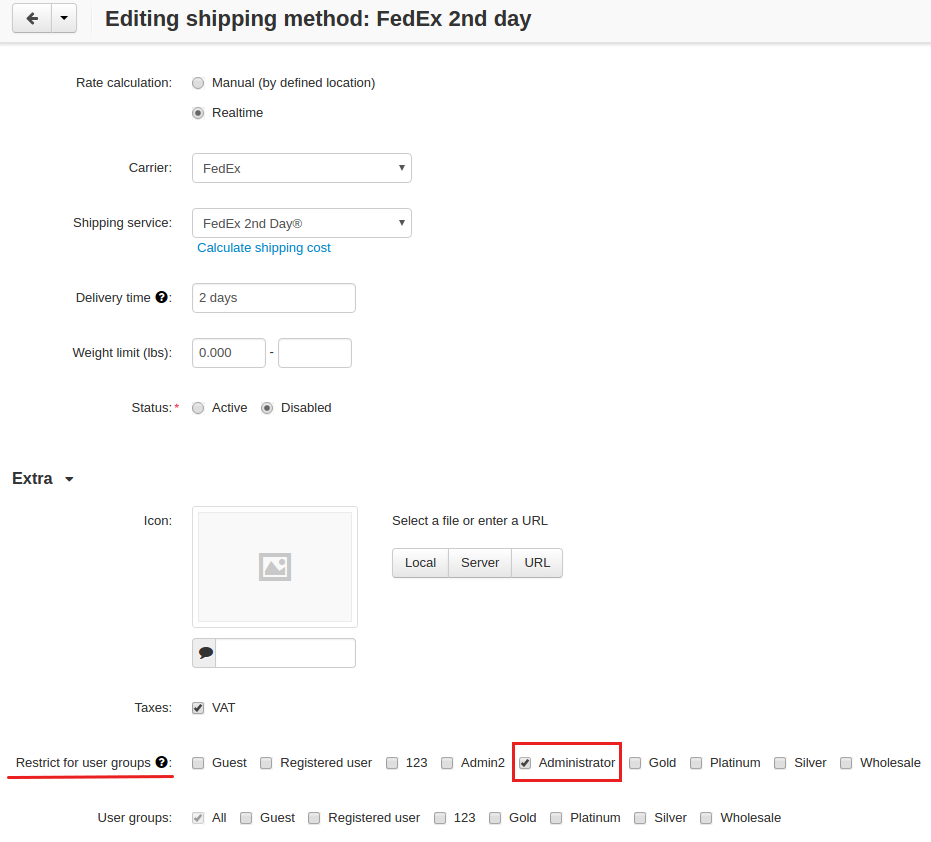 Editing shipping method: FedEx 2nd day
Rate calculation: Manual (by defined location)
Realtime
Carrier: FedEx
Shipping service: FedEx 2nd Day®
Calculate shipping cost
Delivery time ?: 2 days
Weight limit (lbs): 0.000 -
Status: * Active Disabled
Extra
Icon: Select a file or enter a URL
Local Server URL
Taxes: VAT
Restrict for user groups ?: Guest Registered user 123 Admin2 Administrator Gold Platinum Silver Wholesale
User groups: All Guest Registered user 123 Gold Platinum Silver Wholesale